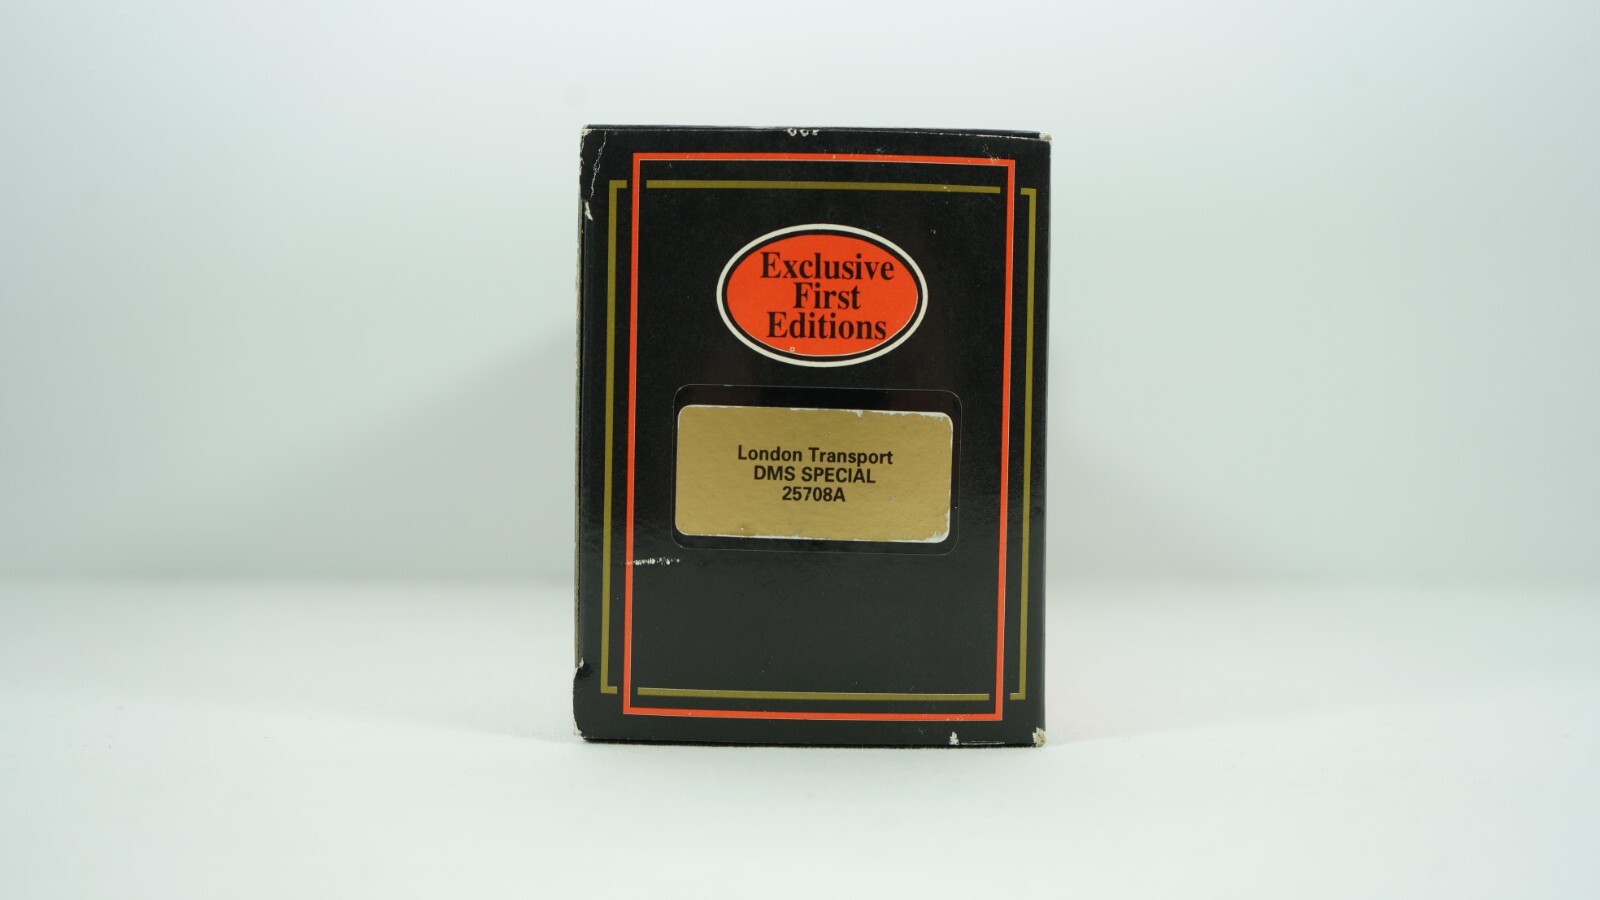 Exclusive
First
Editions
London Transport
DMS SPECIAL
25708A